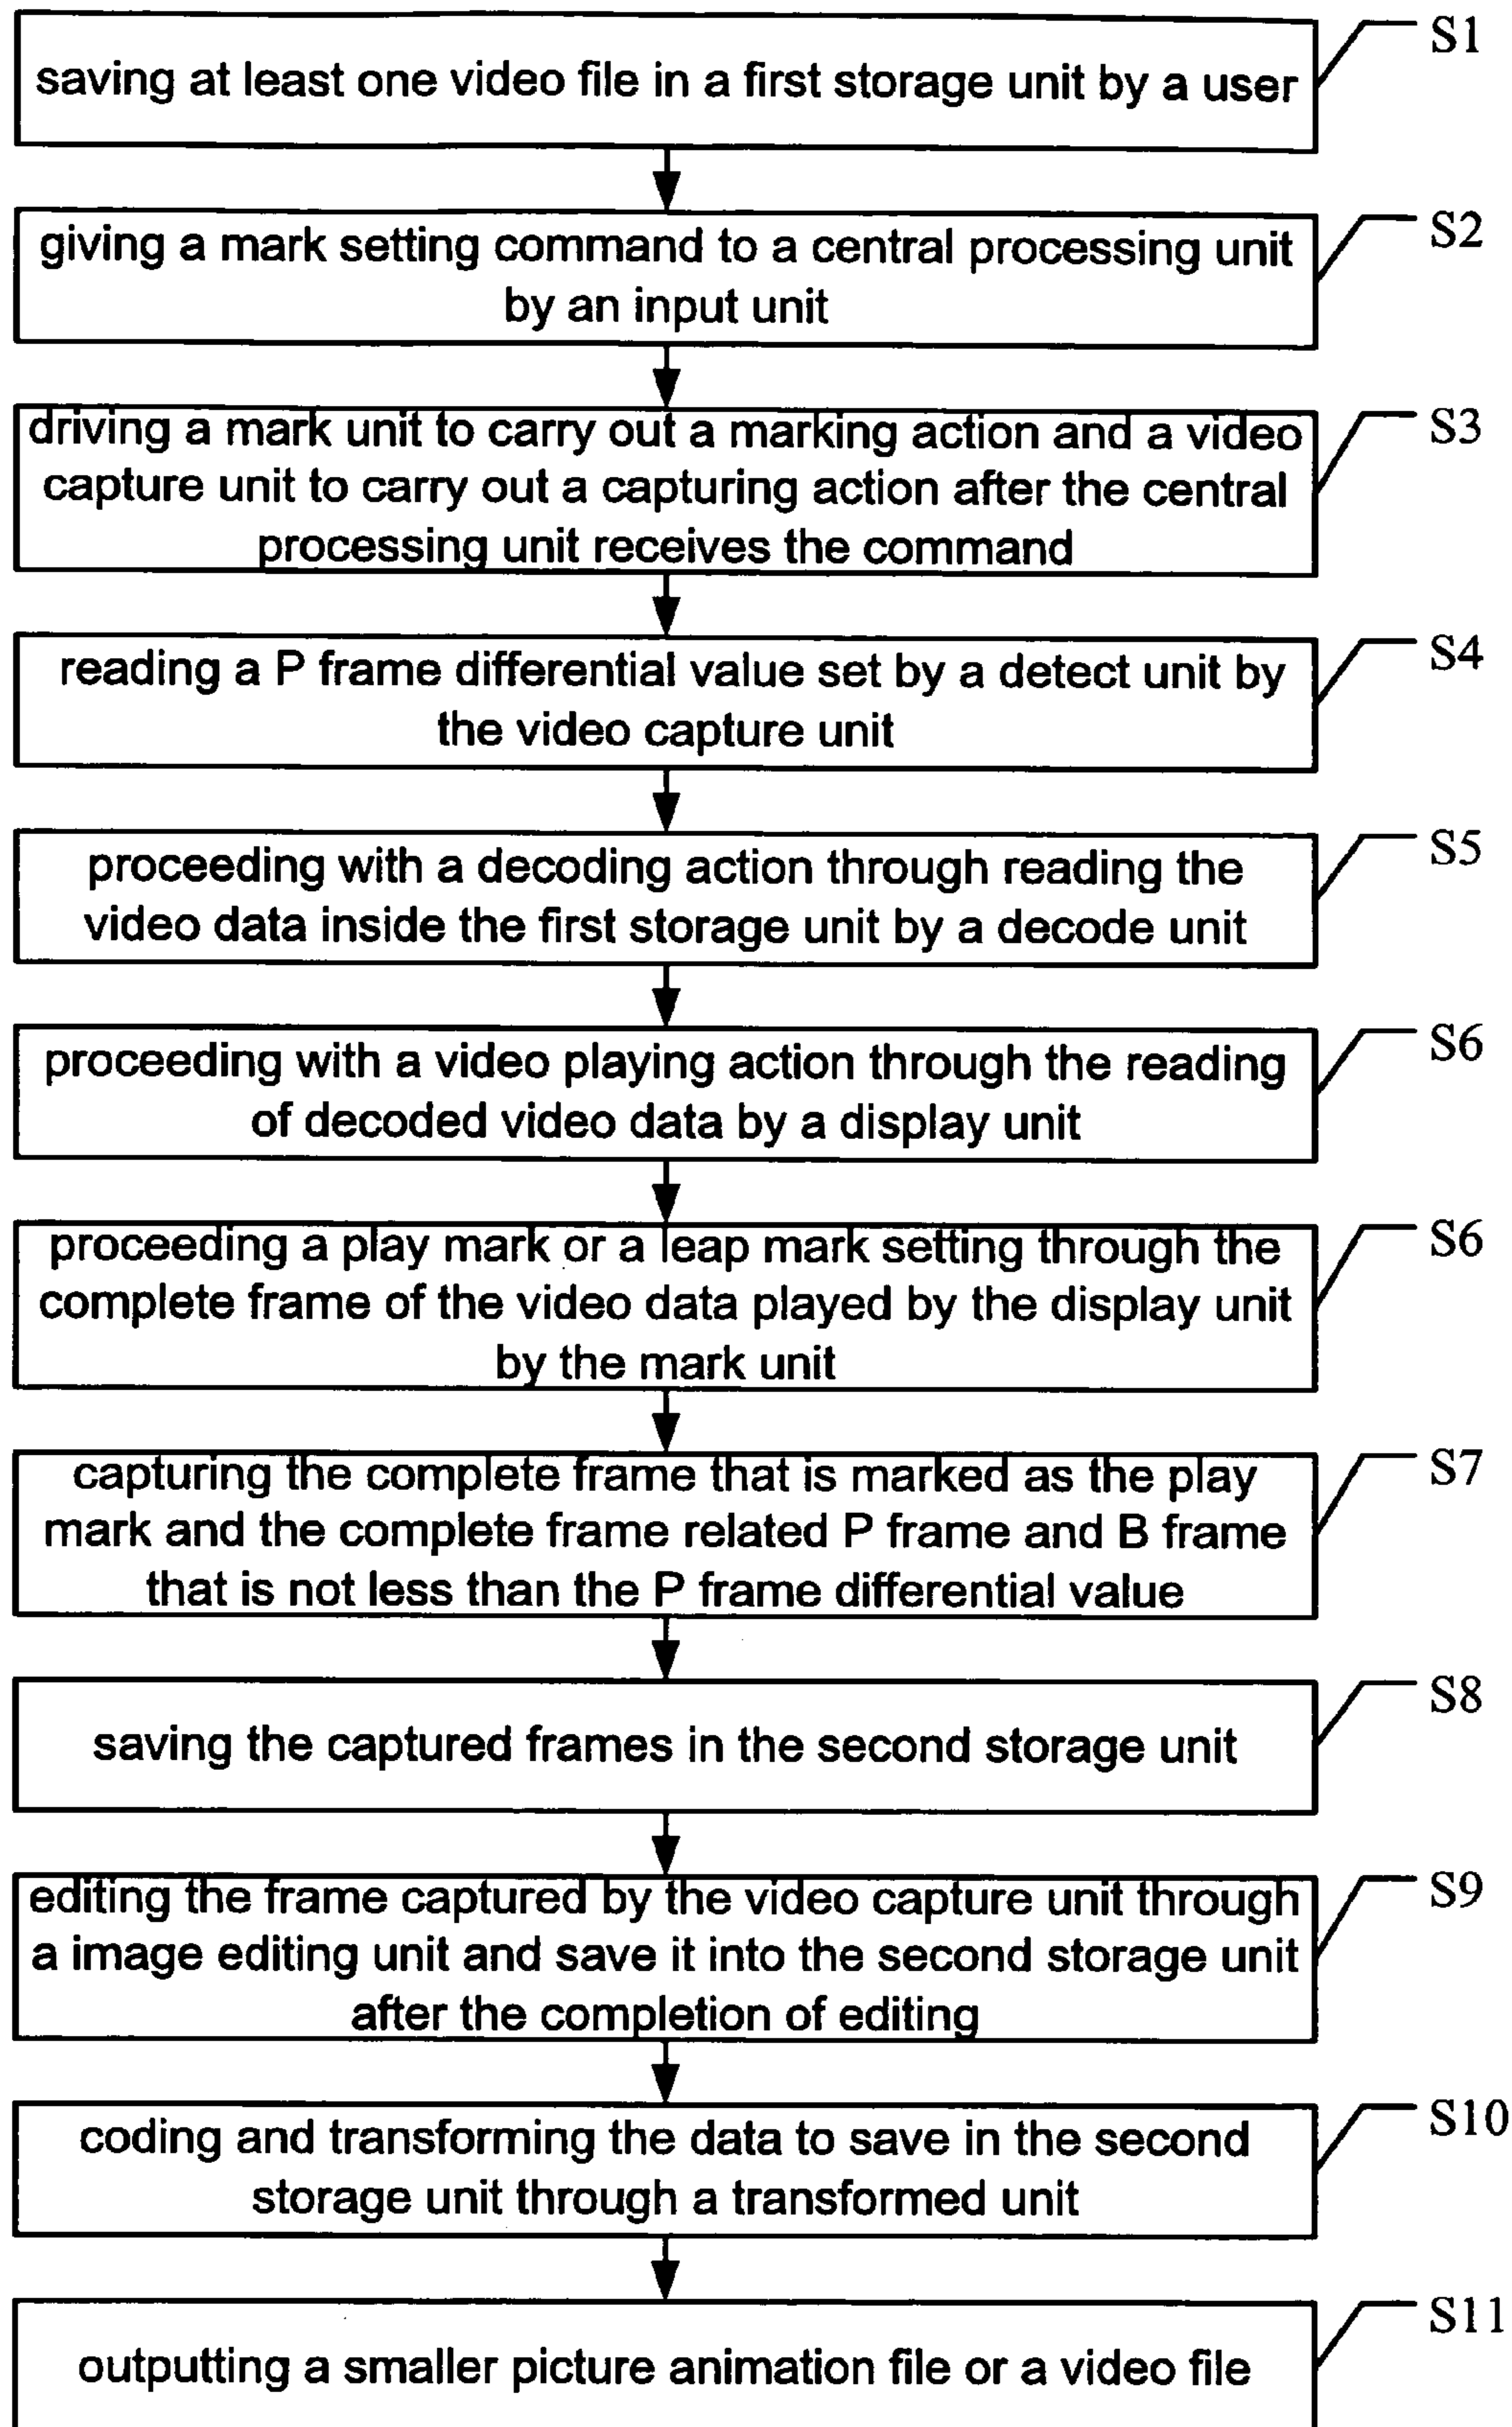 S1
saving at least one video file in a first storage unit by a user
S2
giving a mark setting command to a central processing unit
by an input unit
S3
driving a mark unit to carry out a marking action and a video
capture unit to carry out a capturing action after the central
processing unit receives the command
S4
reading a P frame differential value set by a detect unit by
the video capture unit
S5
proceeding with a decoding action through reading the
video data inside the first storage unit by a decode unit
S6
proceeding with a video playing action through the reading
of decoded video data by a display unit
S6
proceeding a play mark or a leap mark setting through the
complete frame of the video data played by the display unit
by the mark unit
S7
capturing the complete frame that is marked as the play
mark and the complete frame related P frame and B frame
that is not less than the P frame differential value
S8
saving the captured frames in the second storage unit
S9
editing the frame captured by the video capture unit through
a image editing unit and save it into the second storage unit
after the completion of editing
S10
coding and transforming the data to save in the second
storage unit through a transformed unit
S11
outputting a smaller picture animation file or a video file